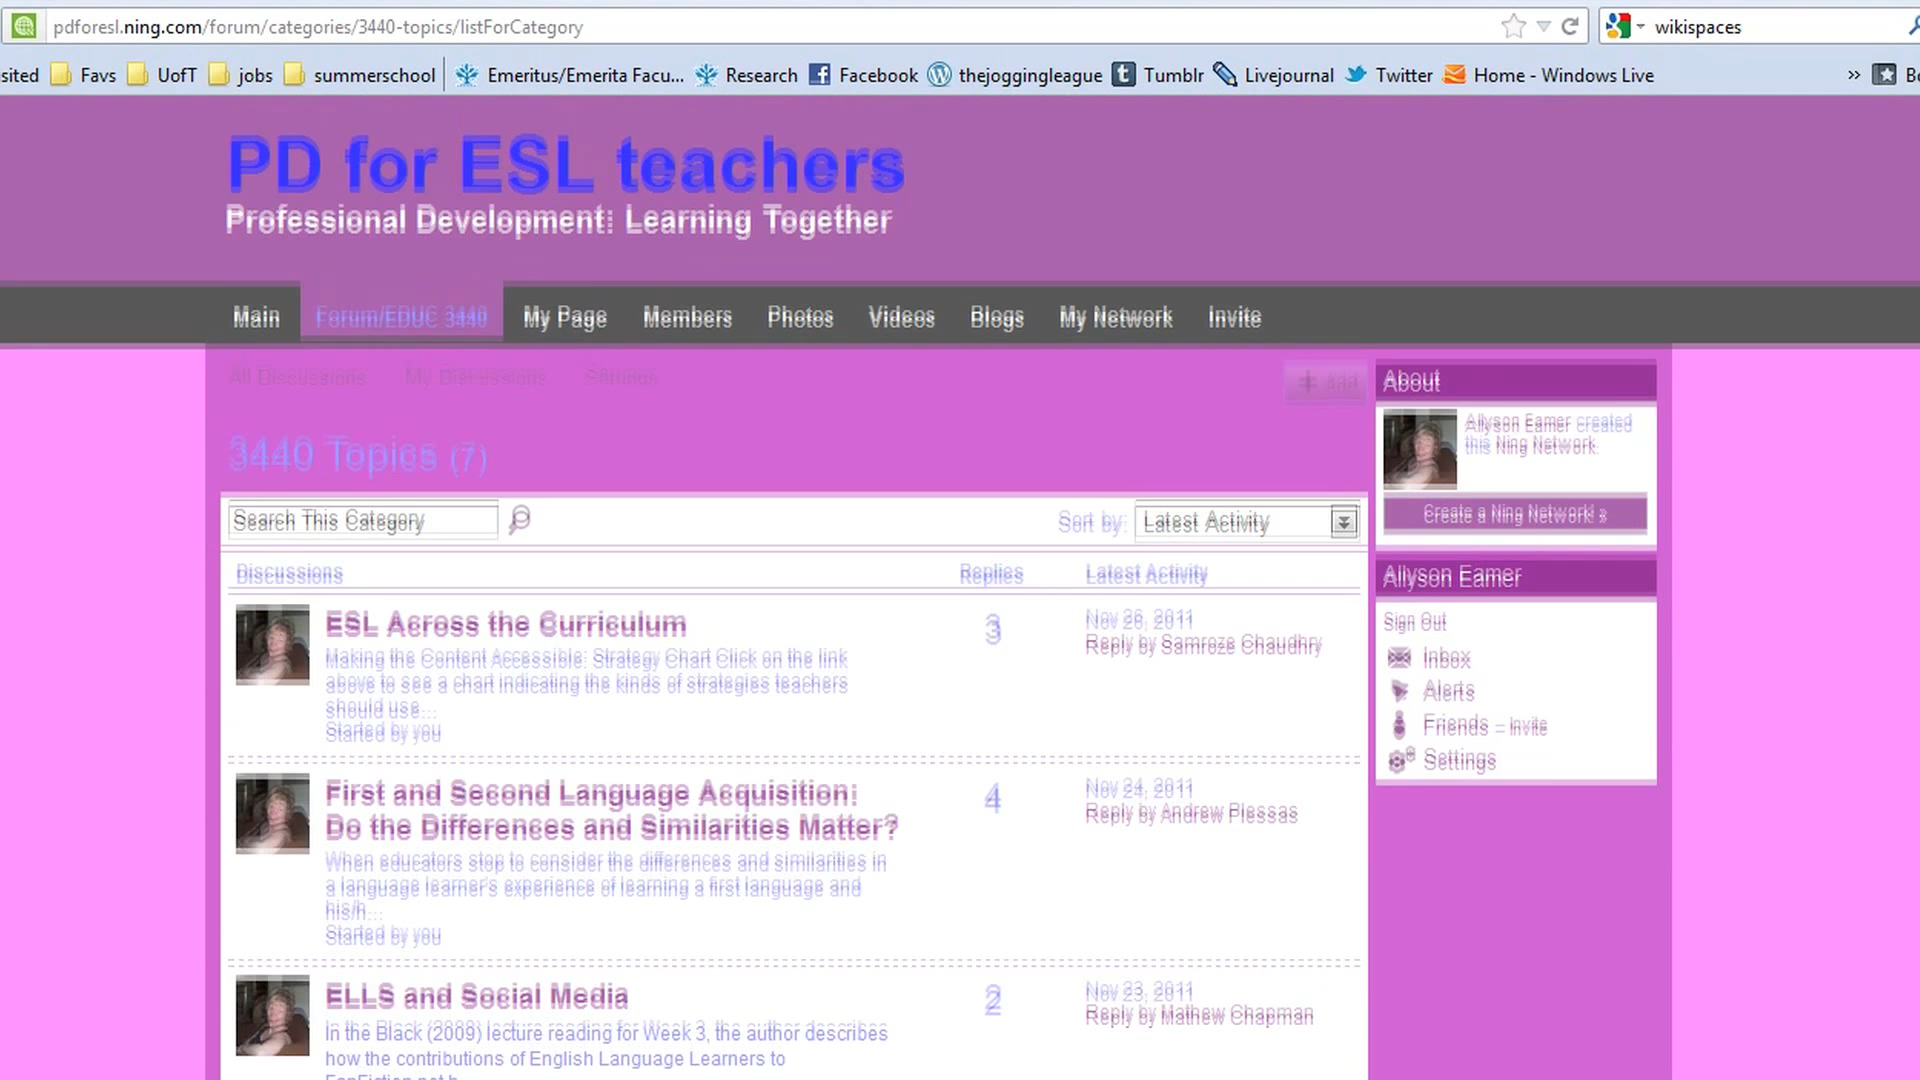 pdforesl.ning.com/forum/categories/3440-topics/listForCategory
wikispaces
sited Favs UofT jobs summerschool Emeritus/Emerita Facu... Research Facebook thejoggingleague Tumblr Livejournal Twitter Home - Windows Live »
PD for ESL teachers
Professional Development: Learning Together
Main Forum/EDUC 3440 My Page Members Photos Videos Blogs My Network Invite
All Discussions My Discussions Settings
+ Add
About
Allyson Eamer created
this Ning Network.
Create a Ning Network! »
3440 Topics (7)
Search This Category
Sort by: Latest Activity
Allyson Eamer
Sign Out
Inbox
Alerts
Friends – Invite
Settings
Discussions Replies Latest Activity
ESL Across the Curriculum
Making the Content Accessible: Strategy Chart Click on the link
above to see a chart indicating the kinds of strategies teachers
should use…
Started by you
3
Nov 26, 2011
Reply by Samroze Chaudhry
First and Second Language Acquisition:
Do the Differences and Similarities Matter?
When educators stop to consider the differences and similarities in
a language learner's experience of learning a first language and
his/h…
Started by you
4
Nov 24, 2011
Reply by Andrew Plessas
ELLS and Social Media
In the Black (2009) lecture reading for Week 3, the author describes
how the contributions of English Language Learners to
2
Nov 23, 2011
Reply by Mathew Chapman